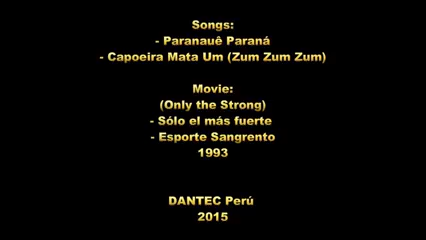 Songs:
- Paranauê Paraná
- Capoeira Mata Um (Zum Zum Zum)
Movie:
(Only the Strong)
- Sólo el más fuerte
- Esporte Sangrento
1993
DANTEC Perú
2015